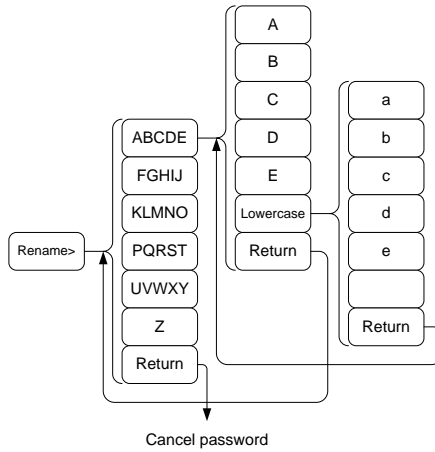 Rename>
ABCDE
FGHIJ
KLMNO
PQRST
UVWXY
Z
Return
A
B
C
D
E
Lowercase
Return
a
b
c
d
e
Return
Cancel password